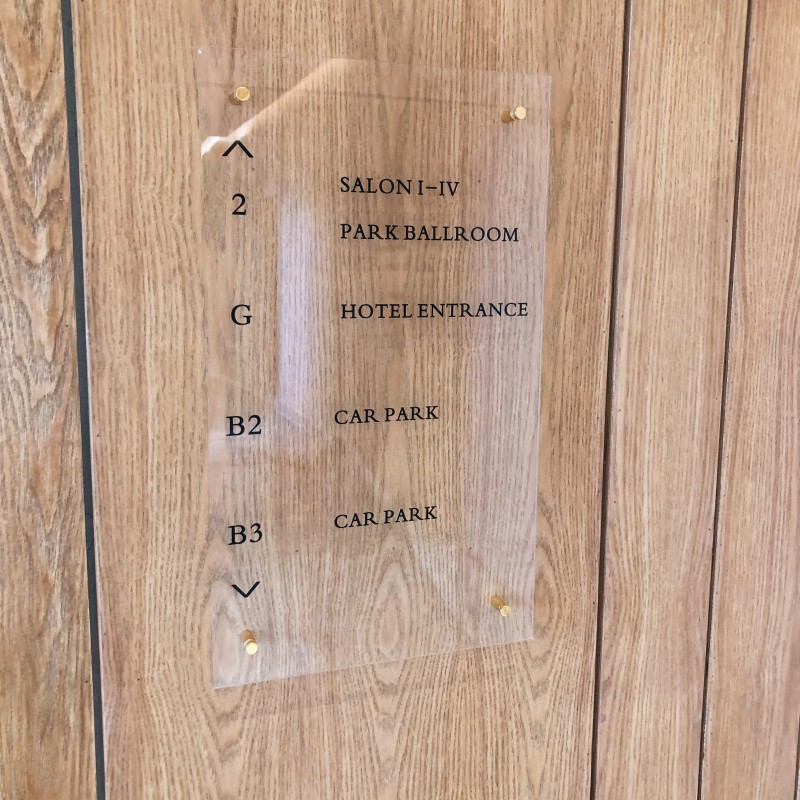 2 SALON I-IV
PARK BALLROOM
G HOTEL ENTRANCE
B2 CAR PARK
B3 CAR PARK